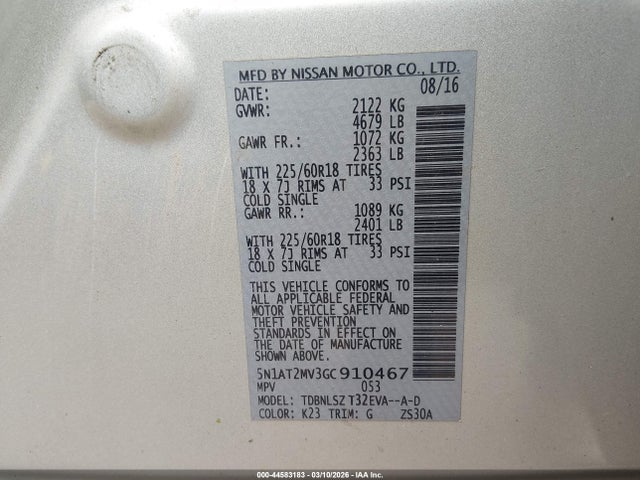 MFD BY NISSAN MOTOR CO., LTD.
DATE: 08/16
GVWR: 2122 KG
4679 LB
GAWR FR.: 1072 KG
2363 LB
WITH 225/60R18 TIRES
18 X 7J RIMS AT 33 PSI
COLD SINGLE
GAWR RR.: 1089 KG
2401 LB
WITH 225/60R18 TIRES
18 X 7J RIMS AT 33 PSI
COLD SINGLE
THIS VEHICLE CONFORMS TO
ALL APPLICABLE FEDERAL
MOTOR VEHICLE SAFETY AND
THEFT PREVENTION
STANDARDS IN EFFECT ON
THE DATE OF MANUFACTURE
SHOWN ABOVE.
5N1AT2MV3GC910467
MPV 053
MODEL: TDBNLSZ T32EVA--A-D
COLOR: K23 TRIM: G ZS30A
000-44583183 - 03/10/2026 - IAA Inc.